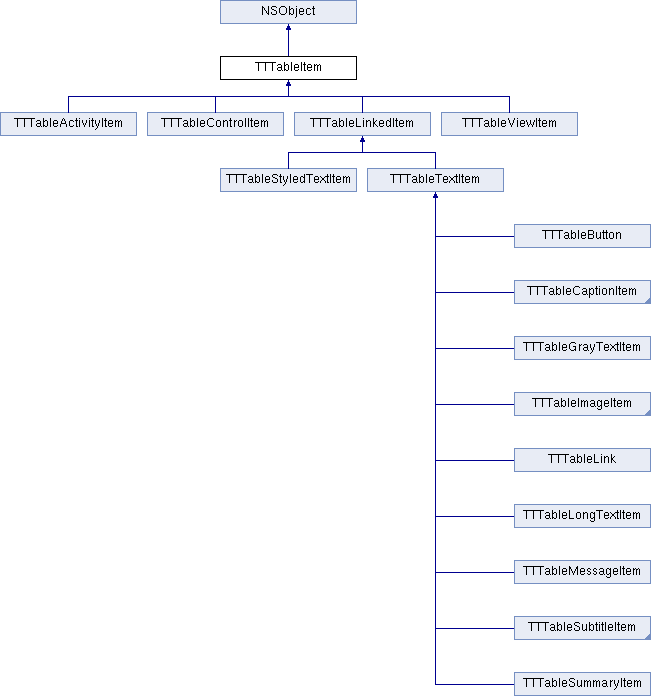 NSObject
TTTableItem
TTTableActivityItem
TTTableControlItem
TTTableLinkedItem
TTTableViewItem
TTTableStyledTextItem
TTTableTextItem
TTTableButton
TTTableCaptionItem
TTTableGrayTextItem
TTTableImageItem
TTTableLink
TTTableLongTextItem
TTTableMessageItem
TTTableSubtitleItem
TTTableSummaryItem